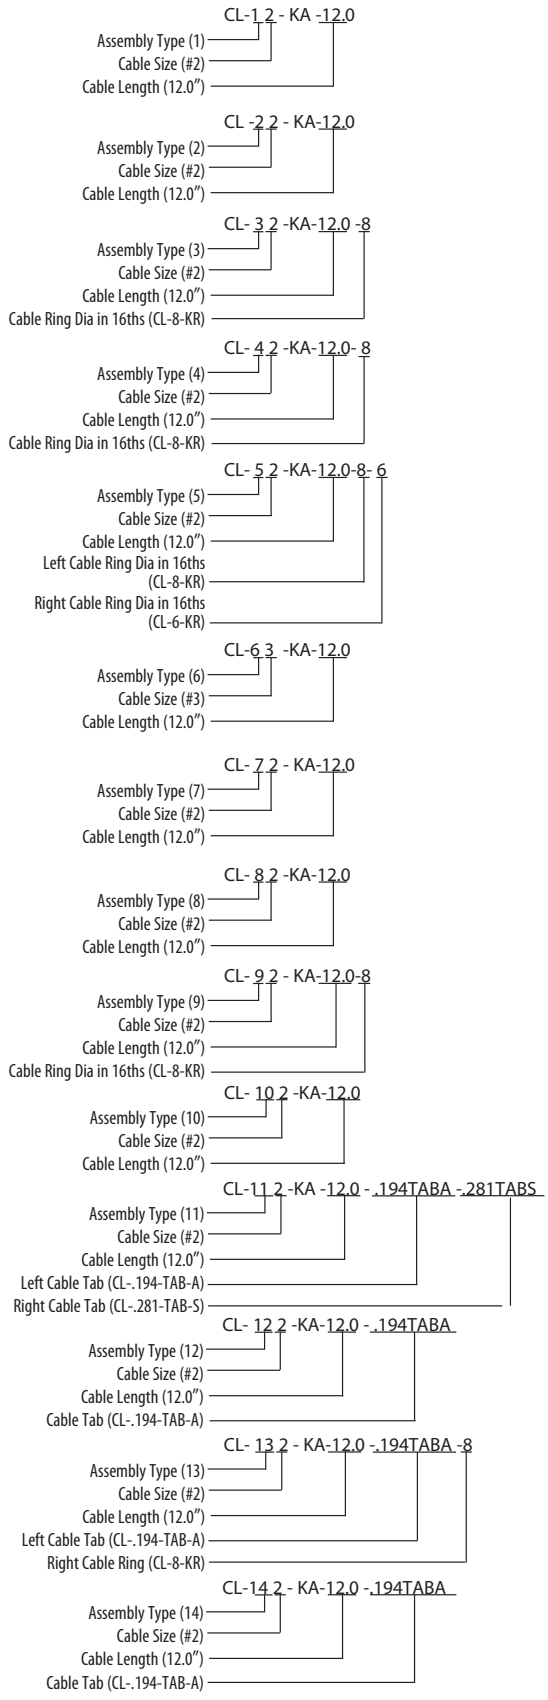 CL-1 2 - KA -12.0
Assembly Type (1)
Cable Size (#2)
Cable Length (12.0")
CL -2 2 - KA-12.0
Assembly Type (2)
Cable Size (#2)
Cable Length (12.0")
CL- 3 2 -KA-12.0 -8
Assembly Type (3)
Cable Size (#2)
Cable Length (12.0")
Cable Ring Dia in 16ths (CL-8-KR)
CL- 4 2 -KA-12.0- 8
Assembly Type (4)
Cable Size (#2)
Cable Length (12.0")
Cable Ring Dia in 16ths (CL-8-KR)
CL- 5 2 -KA-12.0-8- 6
Assembly Type (5)
Cable Size (#2)
Cable Length (12.0")
Left Cable Ring Dia in 16ths
(CL-8-KR)
Right Cable Ring Dia in 16ths
(CL-6-KR)
CL-6 3 -KA-12.0
Assembly Type (6)
Cable Size (#3)
Cable Length (12.0")
CL- 7 2 - KA-12.0
Assembly Type (7)
Cable Size (#2)
Cable Length (12.0")
CL- 8 2 -KA-12.0
Assembly Type (8)
Cable Size (#2)
Cable Length (12.0")
CL- 9 2 - KA-12.0-8
Assembly Type (9)
Cable Size (#2)
Cable Length (12.0")
Cable Ring Dia in 16ths (CL-8-KR)
CL- 10 2 -KA-12.0
Assembly Type (10)
Cable Size (#2)
Cable Length (12.0")
CL-11 2 -KA -12.0 - .194TABA -.281TABS
Assembly Type (11)
Cable Size (#2)
Cable Length (12.0")
Left Cable Tab (CL-.194-TAB-A)
Right Cable Tab (CL-.281-TAB-S)
CL- 12 2 -KA-12.0 - .194TABA
Assembly Type (12)
Cable Size (#2)
Cable Length (12.0")
Cable Tab (CL-.194-TAB-A)
CL- 13 2 - KA-12.0 -.194TABA -8
Assembly Type (13)
Cable Size (#2)
Cable Length (12.0")
Left Cable Tab (CL-.194-TAB-A)
Right Cable Ring (CL-8-KR)
CL-14 2 - KA-12.0 -.194TABA
Assembly Type (14)
Cable Size (#2)
Cable Length (12.0")
Cable Tab (CL-.194-TAB-A)